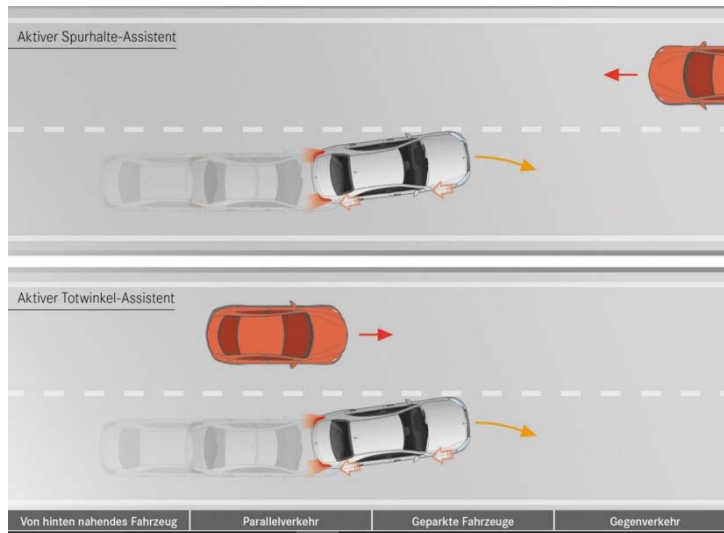 Aktiver Spurhalte-Assistent
Aktiver Totwinkel-Assistent
Von hinten nahendes Fahrzeug
Parallelverkehr
Geparkte Fahrzeuge
Gegenverkehr